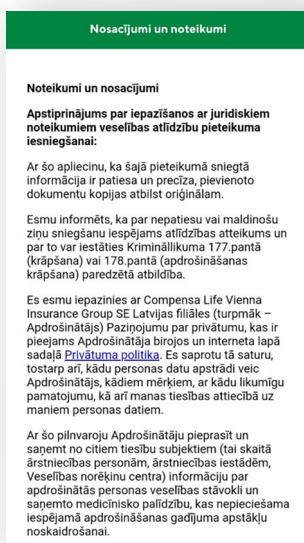 Nosacījumi un noteikumi
Noteikumi un nosacījumi
Apstiprinājums par iepazīšanos ar juridiskiem
noteikumiem veselības atlīdzību pieteikuma
iesniegšanai:
Ar šo apliecinu, ka šajā pieteikumā sniegtā
informācija ir patiesa un precīza, pievienoto
dokumentu kopijas atbilst oriģinālam.
Esmu informēts, ka par nepatiesu vai maldinošu
ziņu sniegšanu iespējams atlīdzības atteikums un
par to var iestāties Krimināllikuma 177.pantā
(krāpšana) vai 178.pantā (apdrošināšanas
krāpšana) paredzētā atbildība.
Es esmu iepazinies ar Compensa Life Vienna
Insurance Group SE Latvijas filiāles (turpmāk –
Apdrošinātājs) Paziņojumu par privātumu, kas ir
pieejams Apdrošinātāja birojos un interneta lapā
sadaļā Privātuma politika. Es saprotu tā saturu,
tostarp arī, kādu personas datu apstrādi veic
Apdrošinātājs, kādiem mērķiem, ar kādu likumīgu
pamatojumu, kā arī manas tiesības attiecībā uz
maniem personas datiem.
Ar šo pilnvaroju Apdrošinātāju pieprasīt un
saņemt no citiem tiesību subjektiem (tai skaitā
ārstniecības personām, ārstniecības iestādēm,
Veselības norēķinu centra) informāciju par
apdrošinātās personas veselības stāvokli un
saņemto medicīnisko palīdzību, kas nepieciešama
iespējamā apdrošināšanas gadījuma apstākļu
noskaidrošanai.